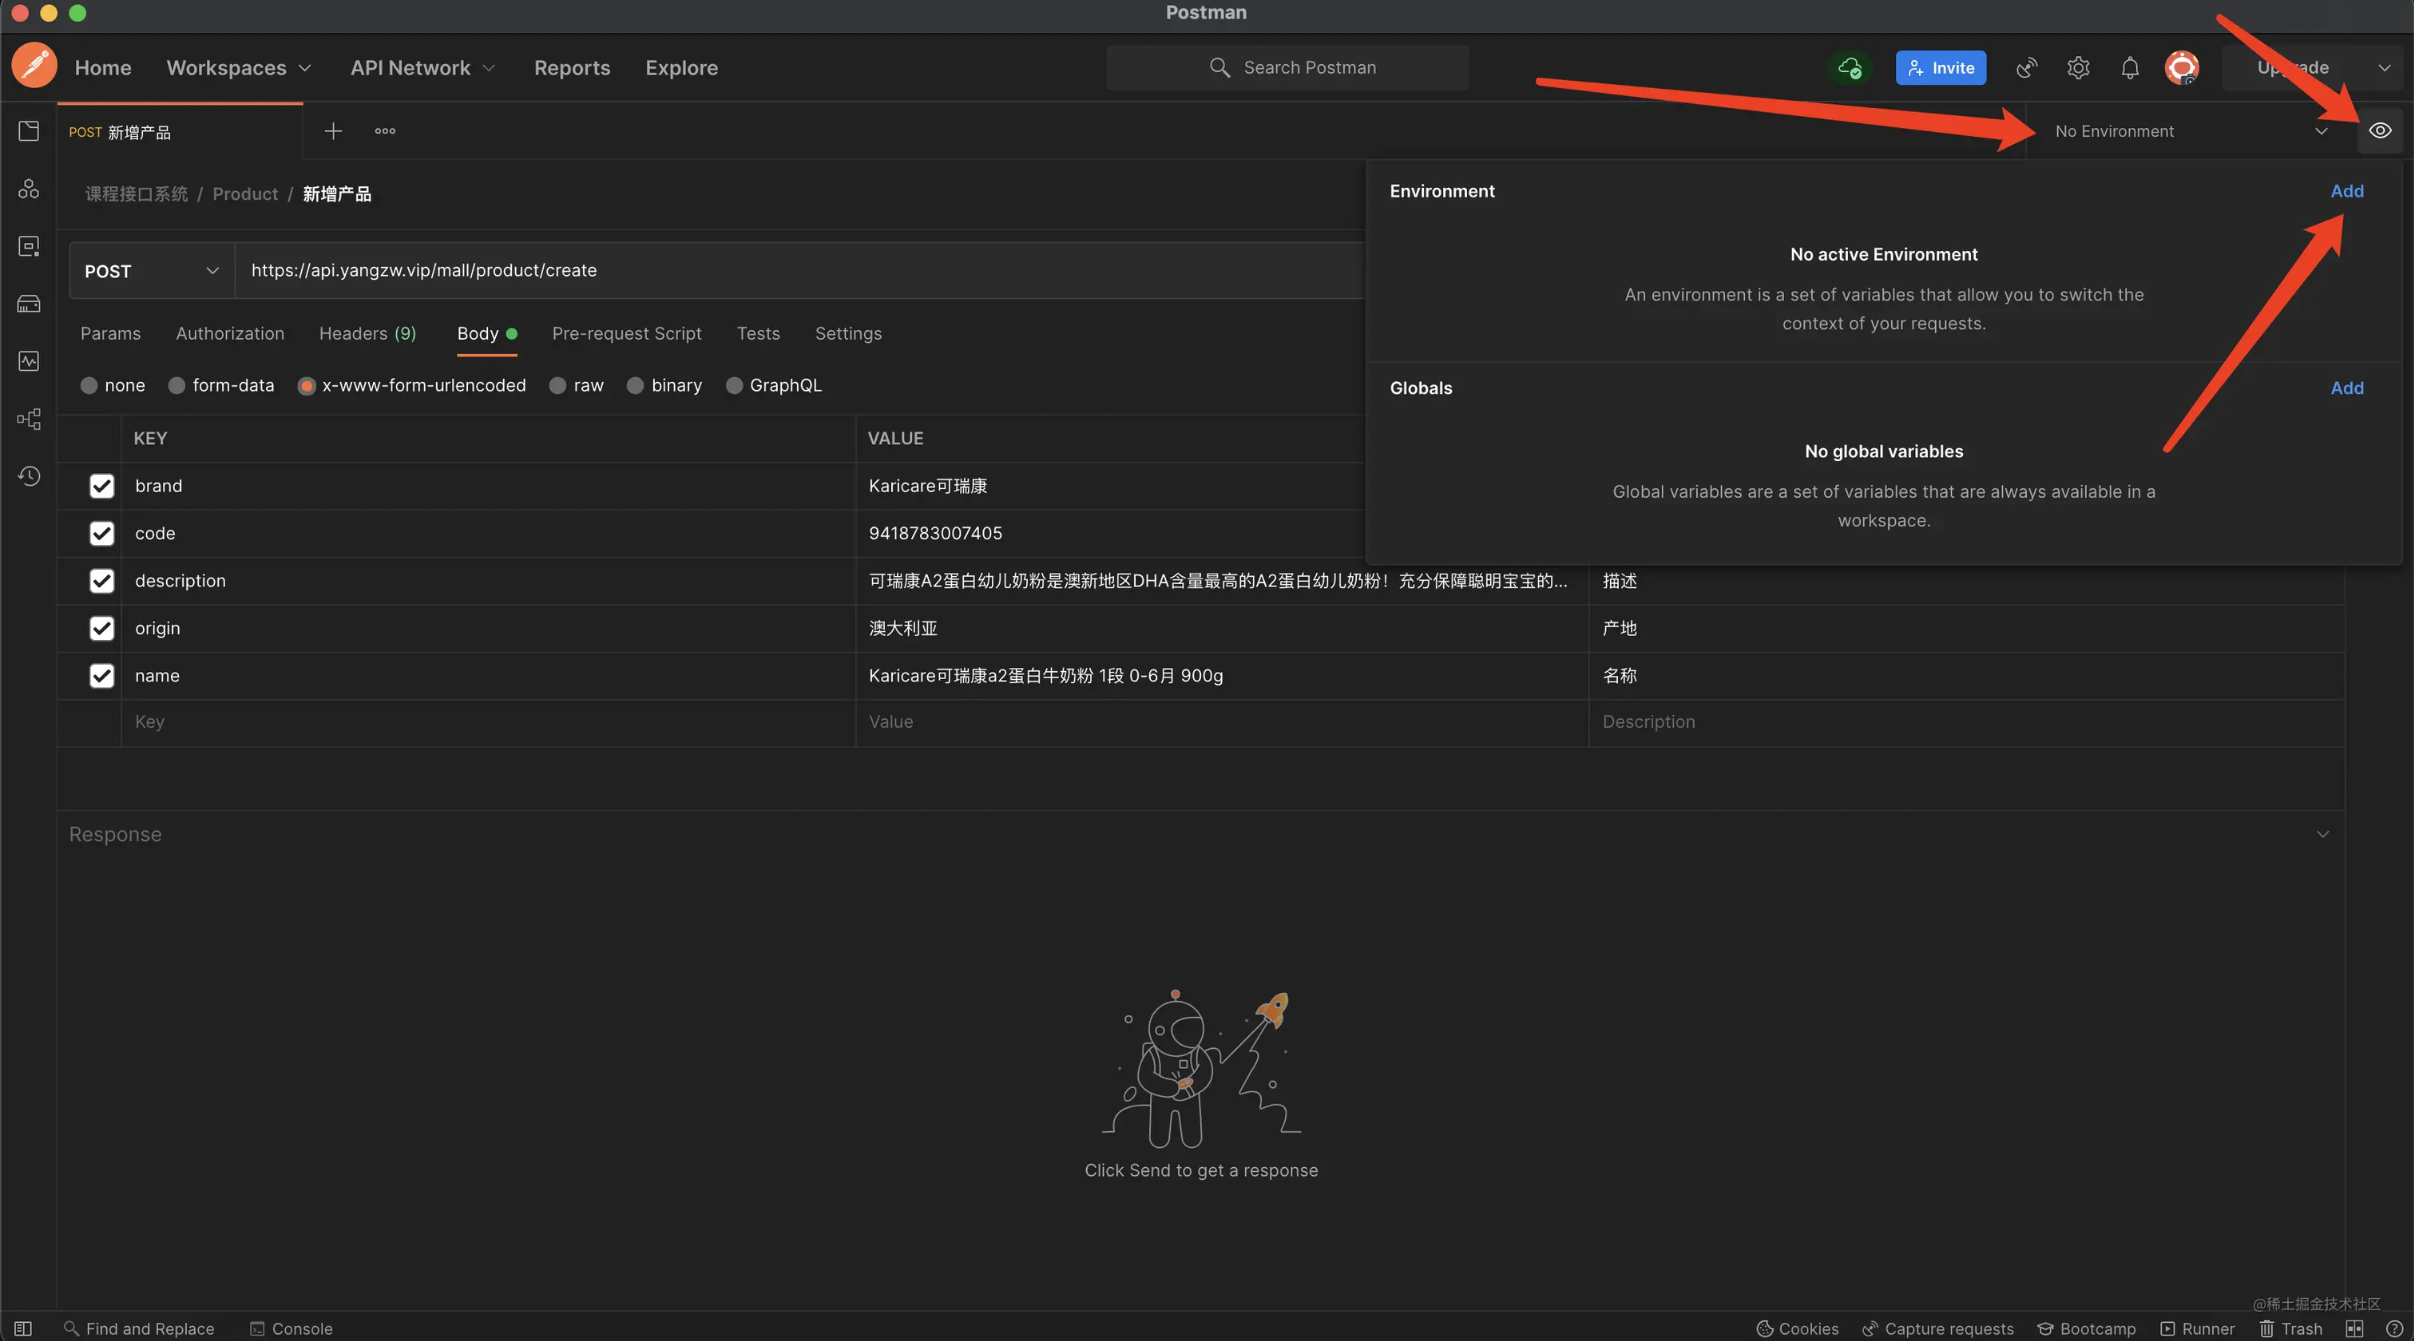 Postman
Home
Workspaces
API Network
Reports
Explore
Search Postman
Invite
POST 新增产品
No Environment
课程接口系统 / Product / 新增产品
Environment
Add
No active Environment
An environment is a set of variables that allow you to switch the
context of your requests.
POST
https://api.yangzw.vip/mall/product/create
Params
Authorization
Headers (9)
Body
Pre-request Script
Tests
Settings
none
form-data
x-www-form-urlencoded
raw
binary
GraphQL
Globals
Add
No global variables
Global variables are a set of variables that are always available in a
workspace.
KEY
VALUE
brand
Karicare可瑞康
code
9418783007405
description
可瑞康A2蛋白幼儿奶粉是澳新地区DHA含量最高的A2蛋白幼儿奶粉！充分保障聪明宝宝的...
描述
origin
澳大利亚
产地
name
Karicare可瑞康a2蛋白牛奶粉 1段 0-6月 900g
名称
Key
Value
Description
Response
Click Send to get a response
@稀土掘金技术社区
Find and Replace
Console
Cookies
Capture requests
Bootcamp
Runner
Trash